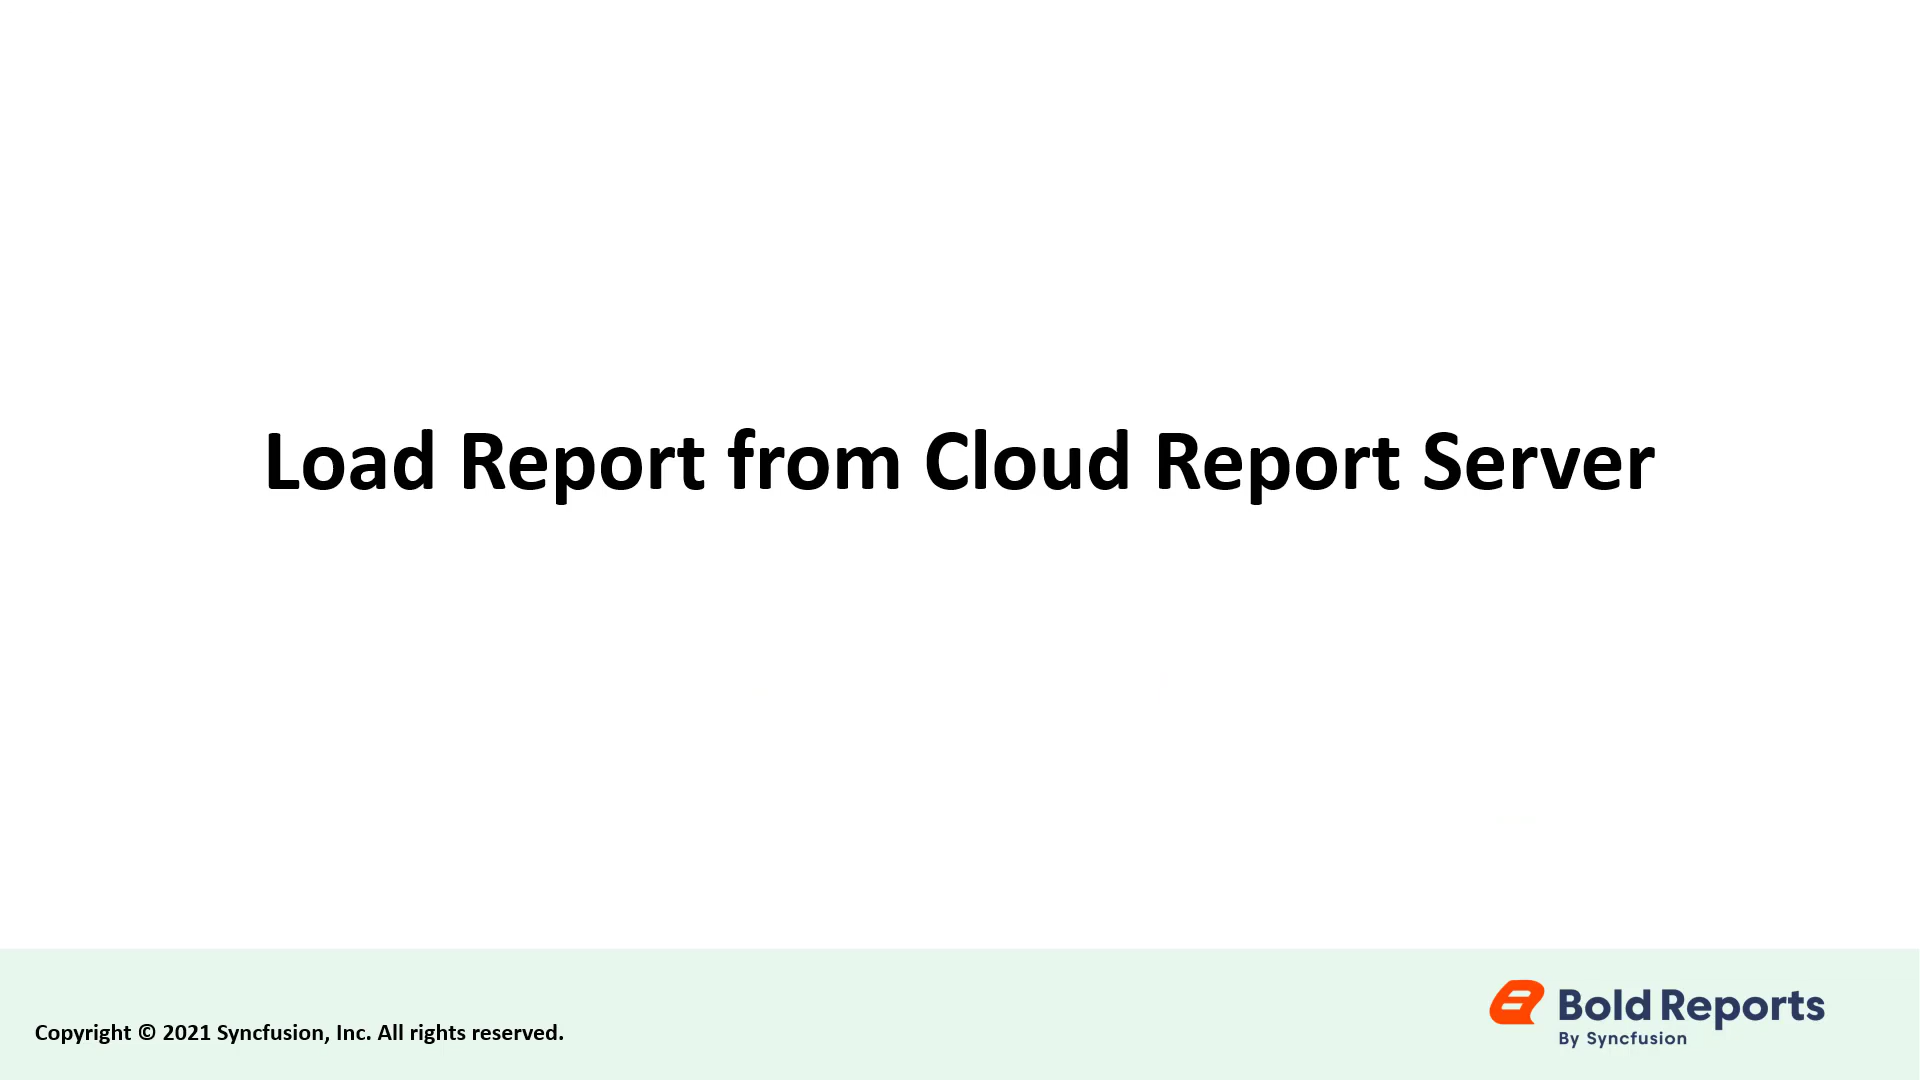 Load Report from Cloud Report Server
Copyright © 2021 Syncfusion, Inc. All rights reserved.
Bold Reports
By Syncfusion